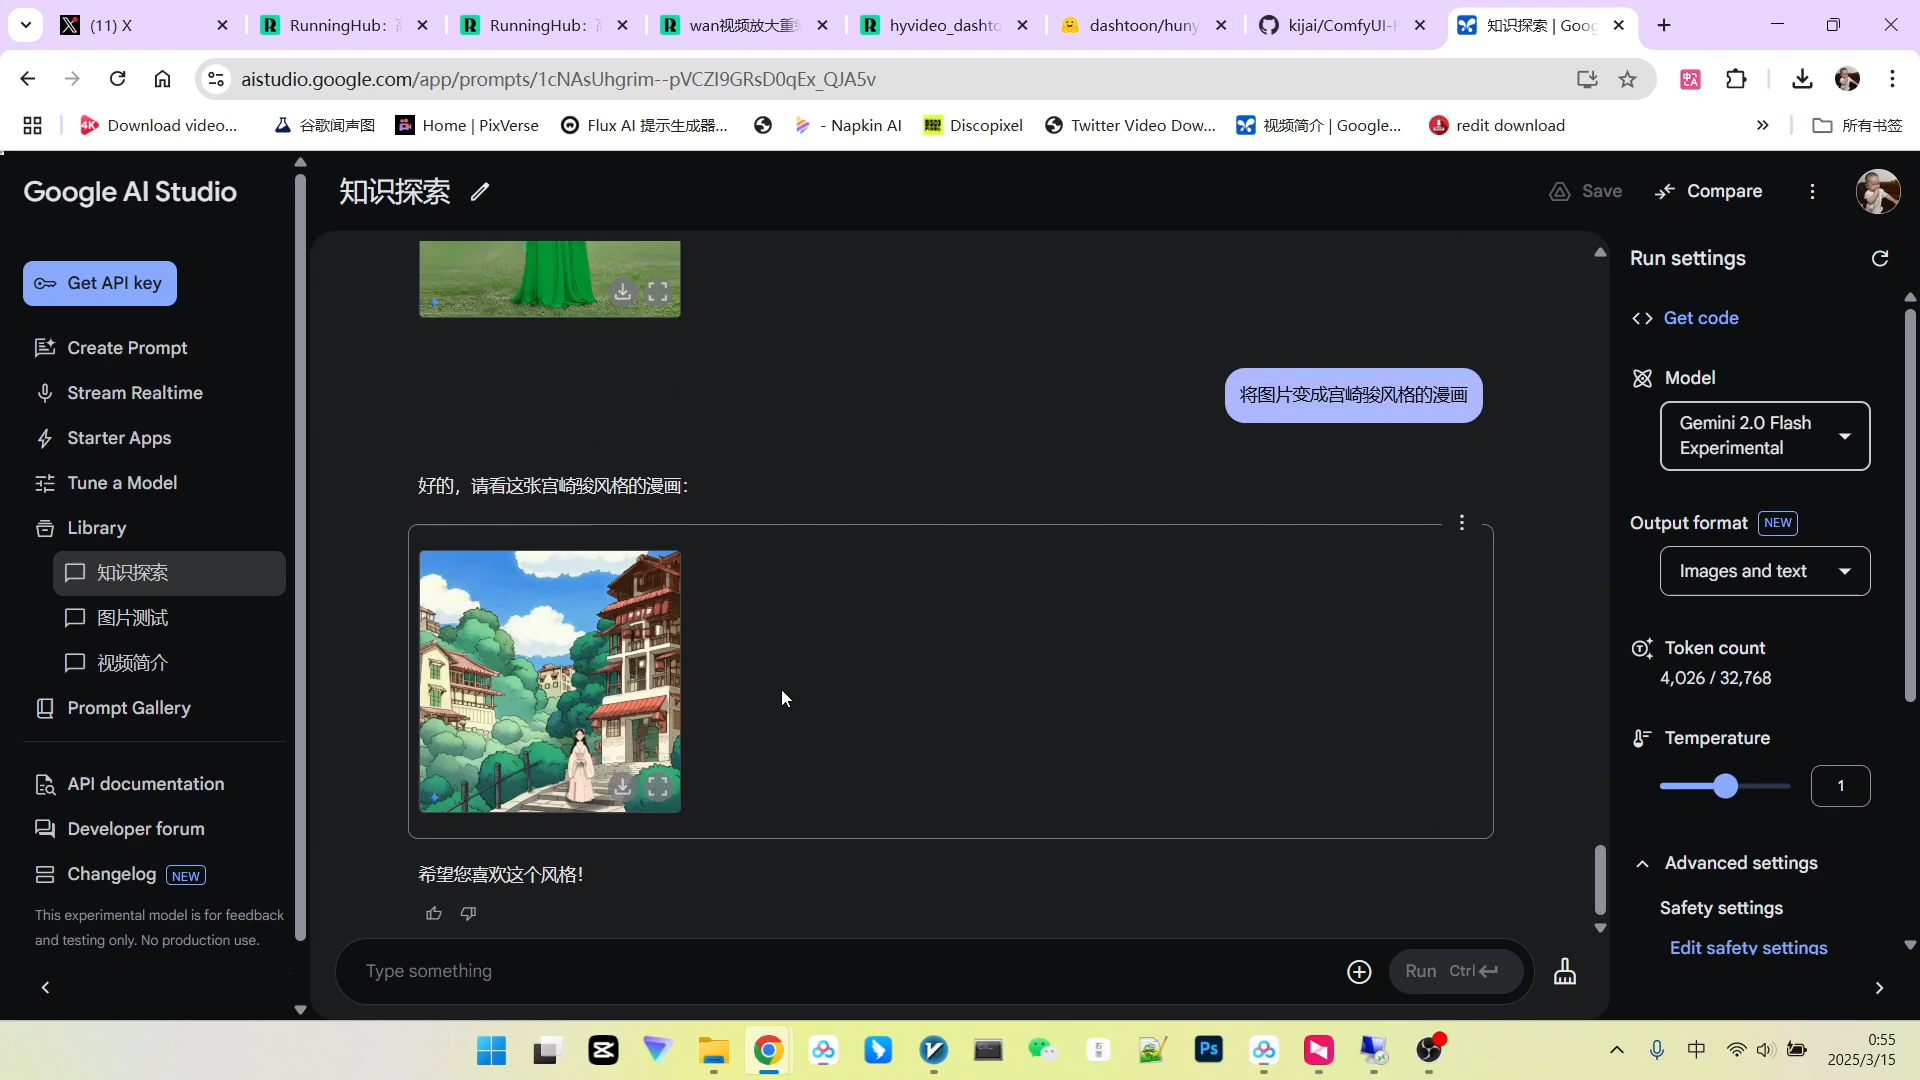 (11) X
RunningHub:
RunningHub:
wan视频放大重绘
hyvideo_dashto
dashtoon/huny
kijai/ComfyUI-H
知识探索 | Goog
aistudio.google.com/app/prompts/1cNAsUhgrim--pVCZI9GRsD0qEx_QJA5v
4K
Download video...
谷歌闻声图
Home | PixVerse
Flux AI 提示生成器...
- Napkin AI
Discopixel
Twitter Video Dow...
视频简介 | Google...
redit download
所有书签
Google AI Studio
知识探索
Save
Compare
Get API key
Create Prompt
Stream Realtime
Starter Apps
Tune a Model
Library
知识探索
图片测试
视频简介
Prompt Gallery
API documentation
Developer forum
Changelog NEW
This experimental model is for feedback
and testing only. No production use.
将图片变成宫崎骏风格的漫画
好的，请看这张宫崎骏风格的漫画：
希望您喜欢这个风格！
Type something
Run Ctrl
Run settings
Get code
Model
Gemini 2.0 Flash
Experimental
Output format NEW
Images and text
Token count
4,026 / 32,768
Temperature
1
Advanced settings
Safety settings
Edit safety settings
Ps
中
0:55
2025/3/15